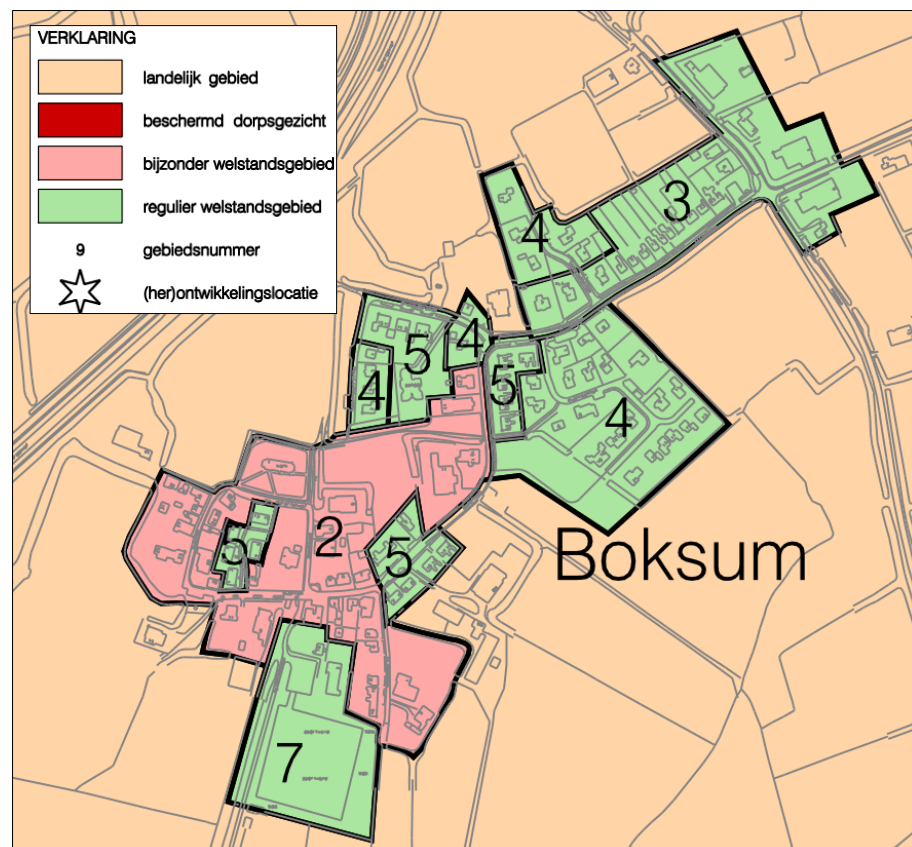 VERKLARING
landelijk gebied
beschermd dorpsgezicht
bijzonder welstandsgebied
regulier welstandsgebied
9 gebiedsnummer
(her)ontwikkelingslocatie
3
4
5
4
4
5
4
2
5
5
Boksum
7